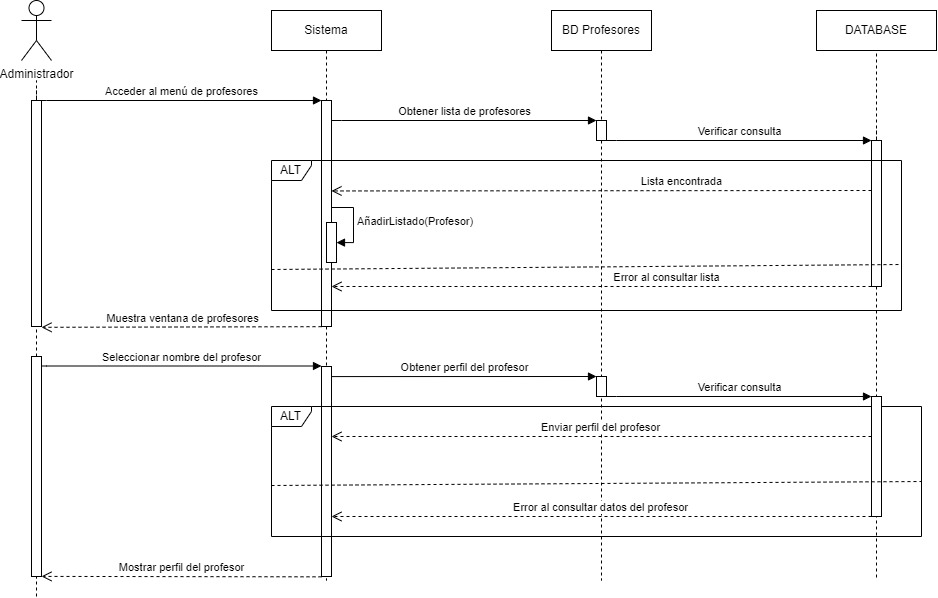 Administrador
Sistema
BD Profesores
DATABASE
Acceder al menú de profesores
Obtener lista de profesores
Verificar consulta
ALT
Lista encontrada
AñadirListado(Profesor)
Error al consultar lista
Muestra ventana de profesores
Seleccionar nombre del profesor
Obtener perfil del profesor
Verificar consulta
ALT
Enviar perfil del profesor
Error al consultar datos del profesor
Mostrar perfil del profesor